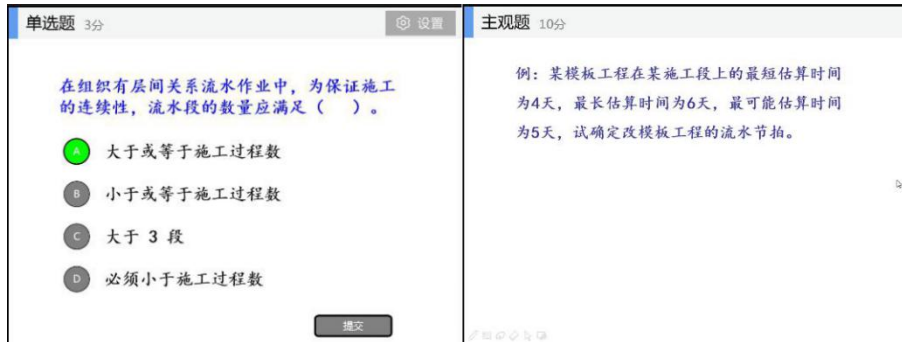 单选题 3分
设置
在组织有层间关系流水作业中，为保证施工
的连续性，流水段的数量应满足（ ）。
A 大于或等于施工过程数
B 小于或等于施工过程数
C 大于 3 段
D 必须小于施工过程数
提交
主观题 10分
例：某模板工程在某施工段上的最短估算时间
为4天，最长估算时间为6天，最可能估算时间
为5天，试确定改模板工程的流水节拍。